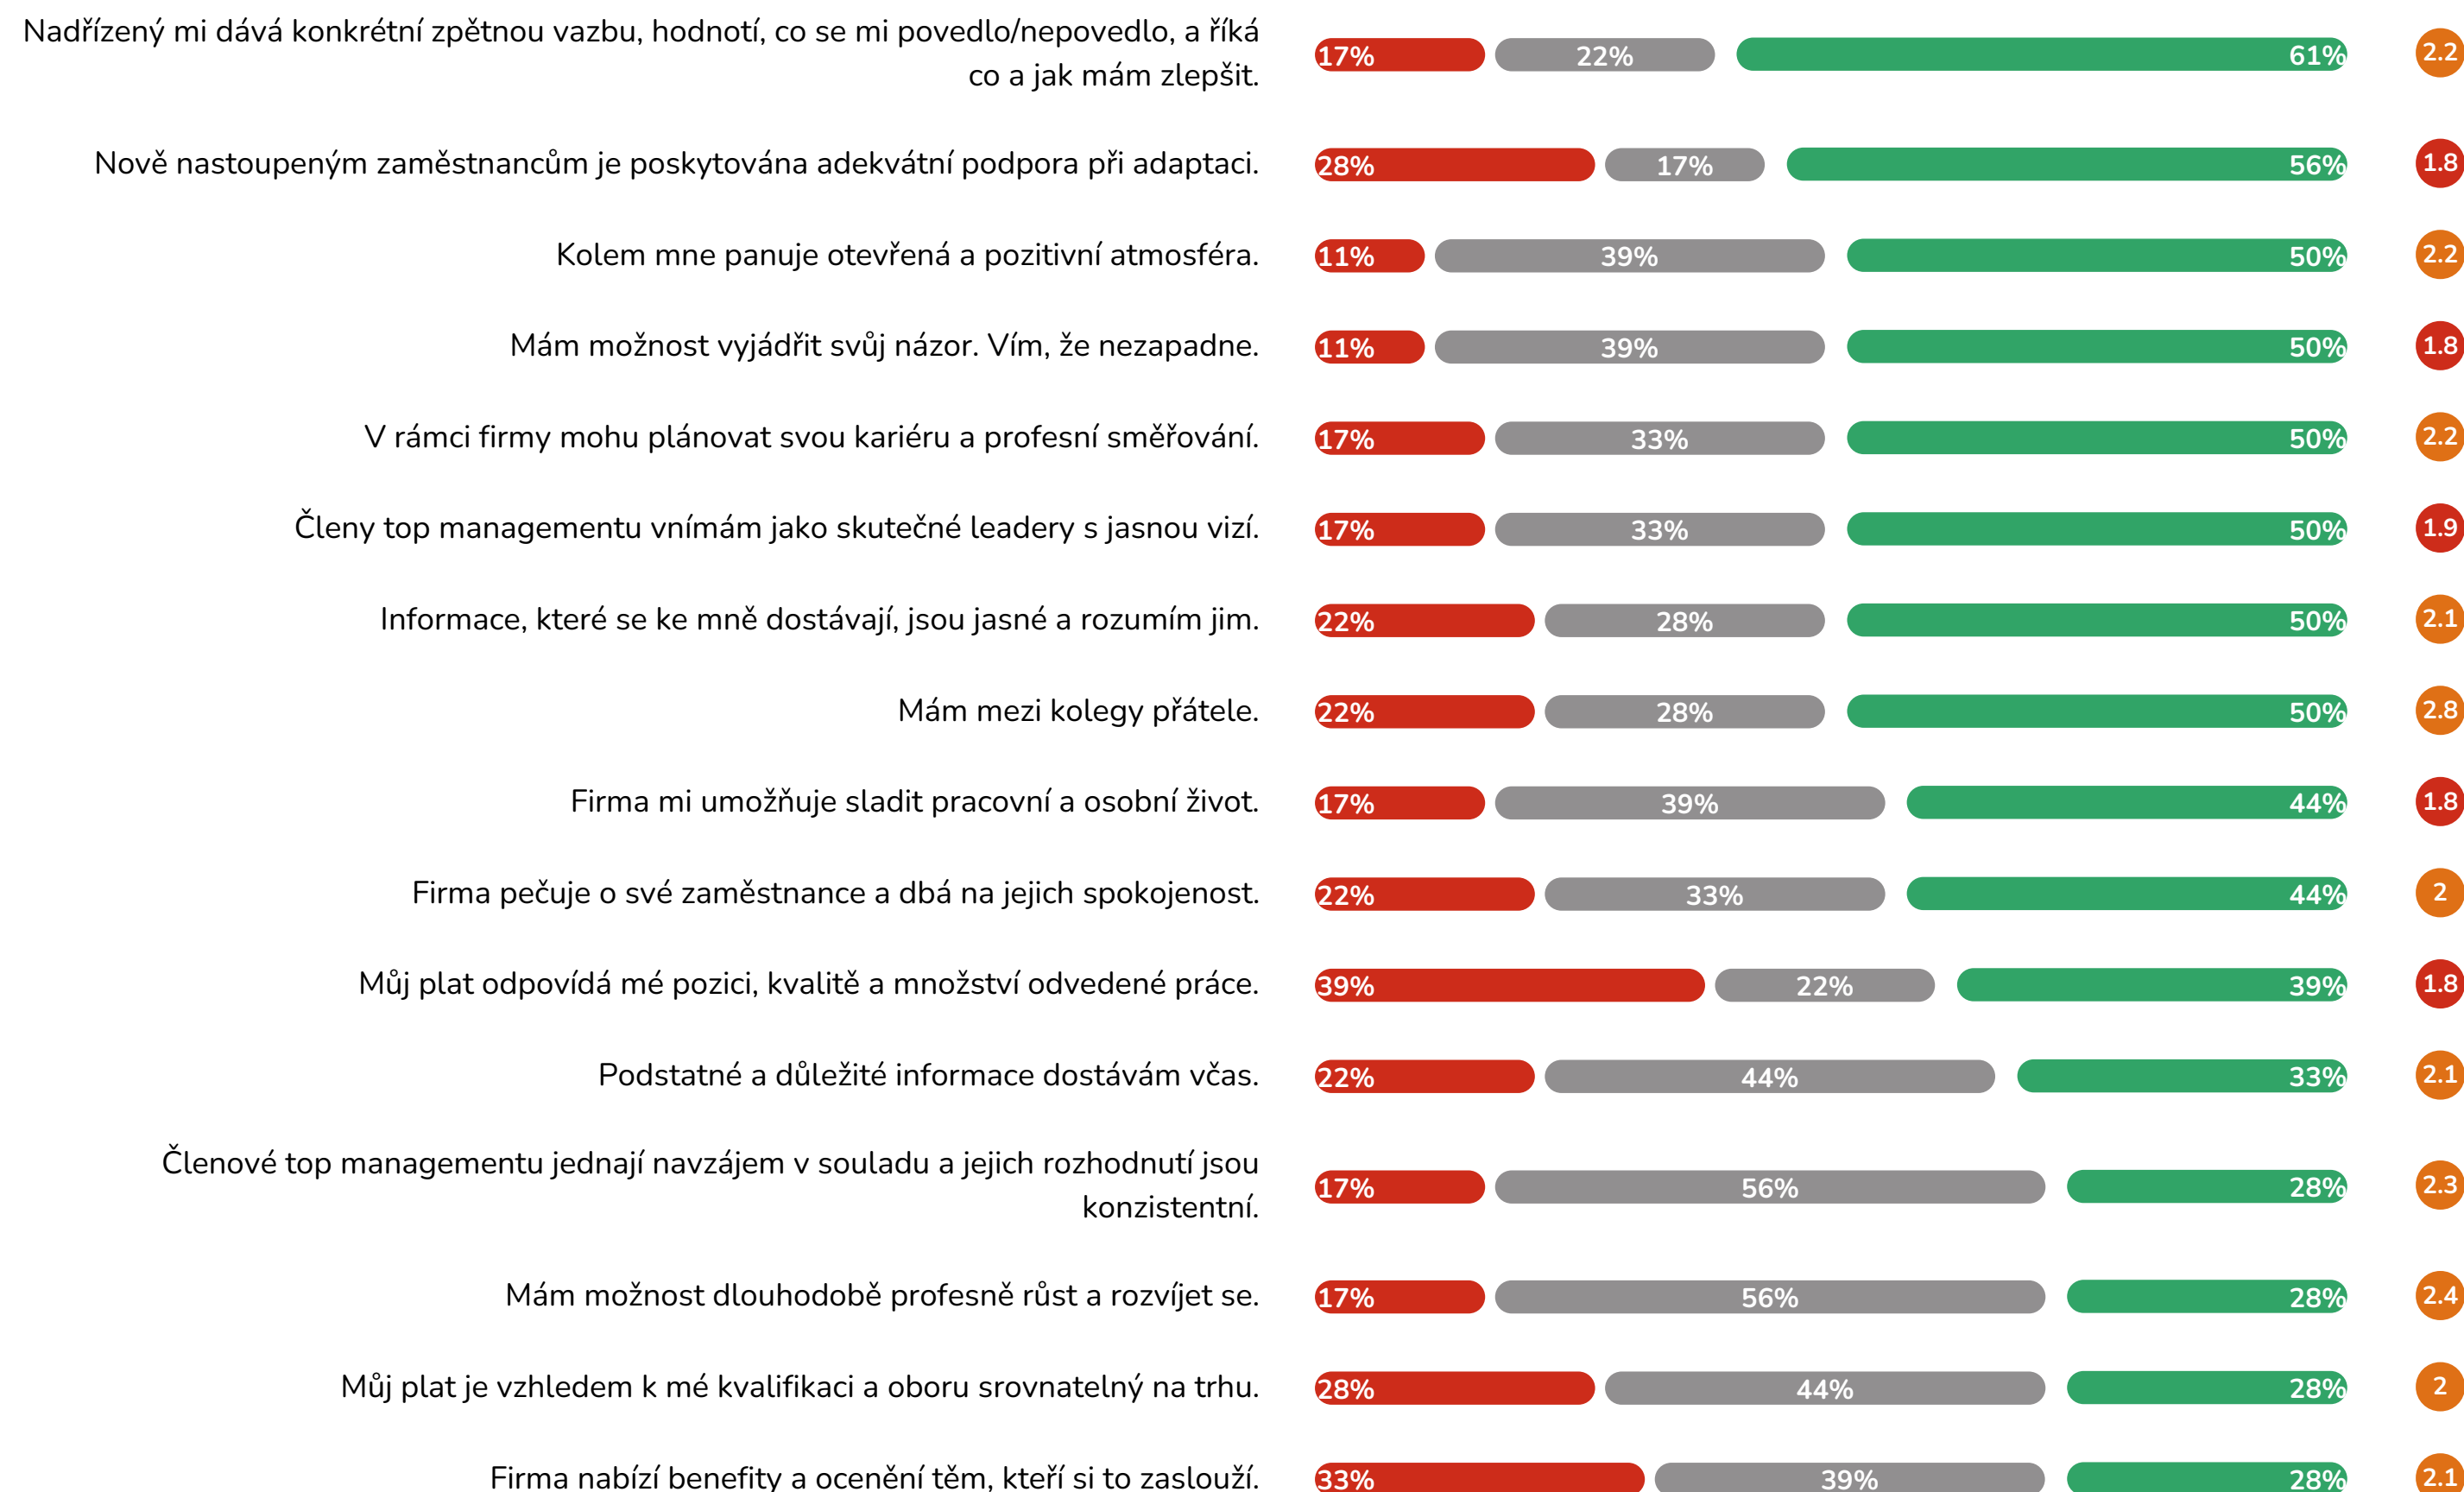 Nadřízený mi dává konkrétní zpětnou vazbu, hodnotí, co se mi povedlo/nepovedlo, a říká
co a jak mám zlepšit.
17% 22% 61% 2.2
Nově nastoupeným zaměstnancům je poskytována adekvátní podpora při adaptaci. 28% 17% 56% 1.8
Kolem mne panuje otevřená a pozitivní atmosféra. 11% 39% 50% 2.2
Mám možnost vyjádřit svůj názor. Vím, že nezapadne. 11% 39% 50% 1.8
V rámci firmy mohu plánovat svou kariéru a profesní směřování. 17% 33% 50% 2.2
Členy top managementu vnímám jako skutečné leadery s jasnou vizí. 17% 33% 50% 1.9
Informace, které se ke mně dostávají, jsou jasné a rozumím jim. 22% 28% 50% 2.1
Mám mezi kolegy přátele. 22% 28% 50% 2.8
Firma mi umožňuje sladit pracovní a osobní život. 17% 39% 44% 1.8
Firma pečuje o své zaměstnance a dbá na jejich spokojenost. 22% 33% 44% 2
Můj plat odpovídá mé pozici, kvalitě a množství odvedené práce. 39% 22% 39% 1.8
Podstatné a důležité informace dostávám včas. 22% 44% 33% 2.1
Členové top managementu jednají navzájem v souladu a jejich rozhodnutí jsou
konzistentní.
17% 56% 28% 2.3
Mám možnost dlouhodobě profesně růst a rozvíjet se. 17% 56% 28% 2.4
Můj plat je vzhledem k mé kvalifikaci a oboru srovnatelný na trhu. 28% 44% 28% 2
Firma nabízí benefity a ocenění těm, kteří si to zaslouží. 33% 39% 28% 2.1